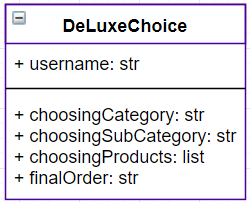 DeLuxeChoice
+ username: str
+ choosingCategory: str
+ choosingSubCategory: str
+ choosingProducts: list
+ finalOrder: str